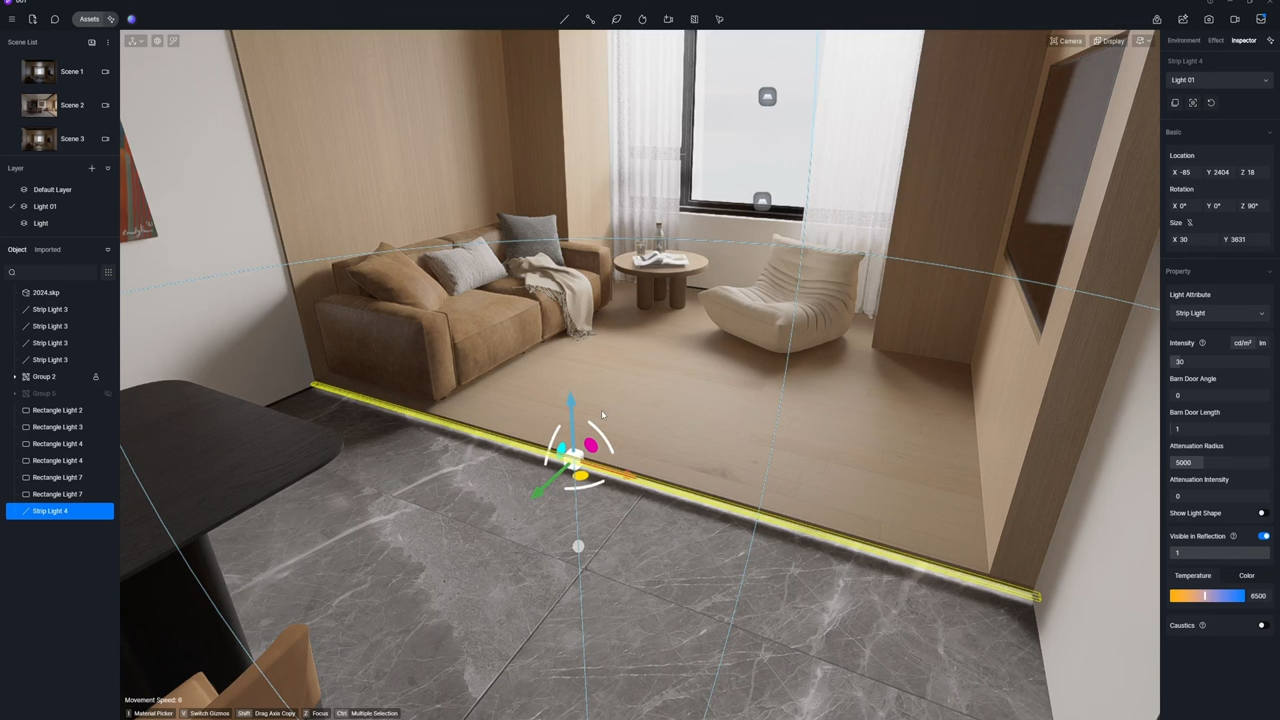 001
Assets
Scene List
Scene 1
Scene 2
Scene 3
Layer
Default Layer
Light 01
Light
Object Imported
2024.skp
Strip Light 3
Strip Light 3
Strip Light 3
Strip Light 3
Group 2
Group 5
Rectangle Light 2
Rectangle Light 3
Rectangle Light 4
Rectangle Light 4
Rectangle Light 7
Rectangle Light 7
Strip Light 4
Camera Display
Movement Speed: 6
I Material Picker V Switch Gizmos Shift Drag Axis Copy Z Focus Ctrl Multiple Selection
Environment Effect Inspector
Strip Light 4
Light 01
Basic
Location
X -85 Y 2404 Z 18
Rotation
X 0° Y 0° Z 90°
Size
X 30 Y 3631
Property
Light Attribute
Strip Light
Intensity cd/m² lm
30
Barn Door Angle
0
Barn Door Length
1
Attenuation Radius
5000
Attenuation Intensity
0
Show Light Shape
Visible in Reflection
1
Temperature Color
6500
Caustics